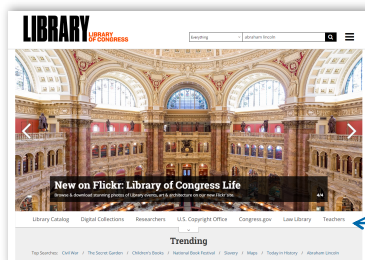 LIBRARY
LIBRARY
OF CONGRESS
Everything
abraham lincoln
New on Flickr: Library of Congress Life
Browse & download stunning photos of Library events, art & architecture on our new Flickr site.
4/4
Library Catalog Digital Collections Researchers U.S. Copyright Office Congress.gov Law Library Teachers
Trending
Top Searches: Civil War / The Secret Garden / Children's Books / National Book Festival / Slavery / Maps / Today in History / Abraham Lincoln